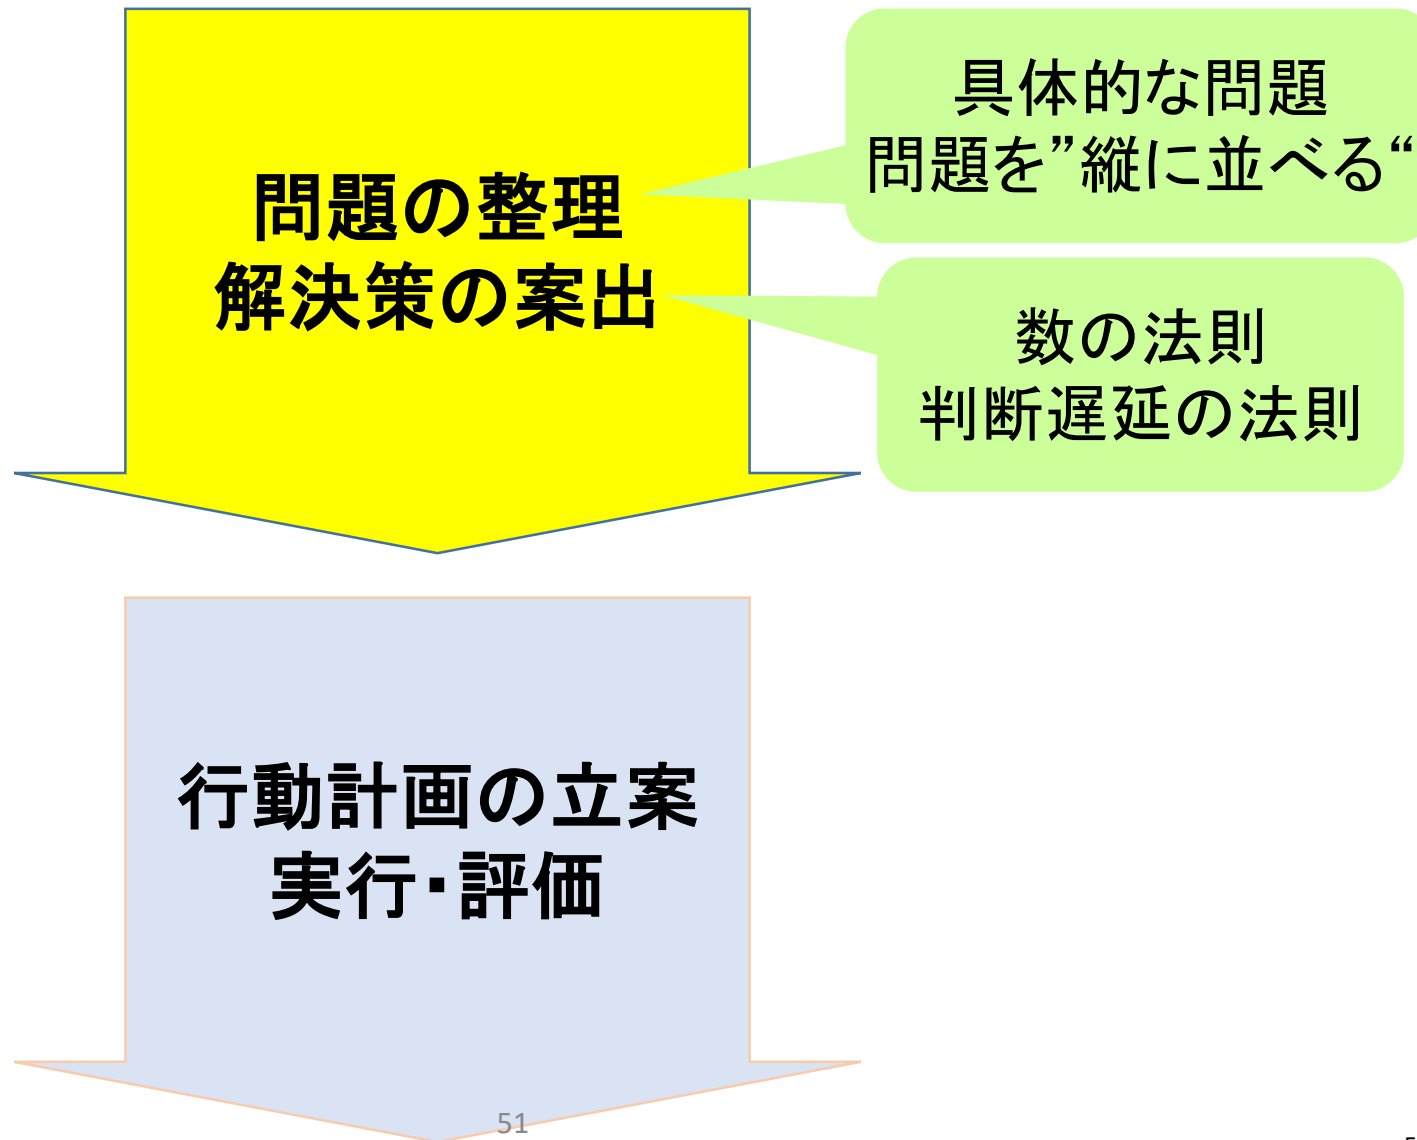 問題の整理
解決策の案出
具体的な問題
問題を”縦に並べる“
数の法則
判断遅延の法則
行動計画の立案
実行・評価
51